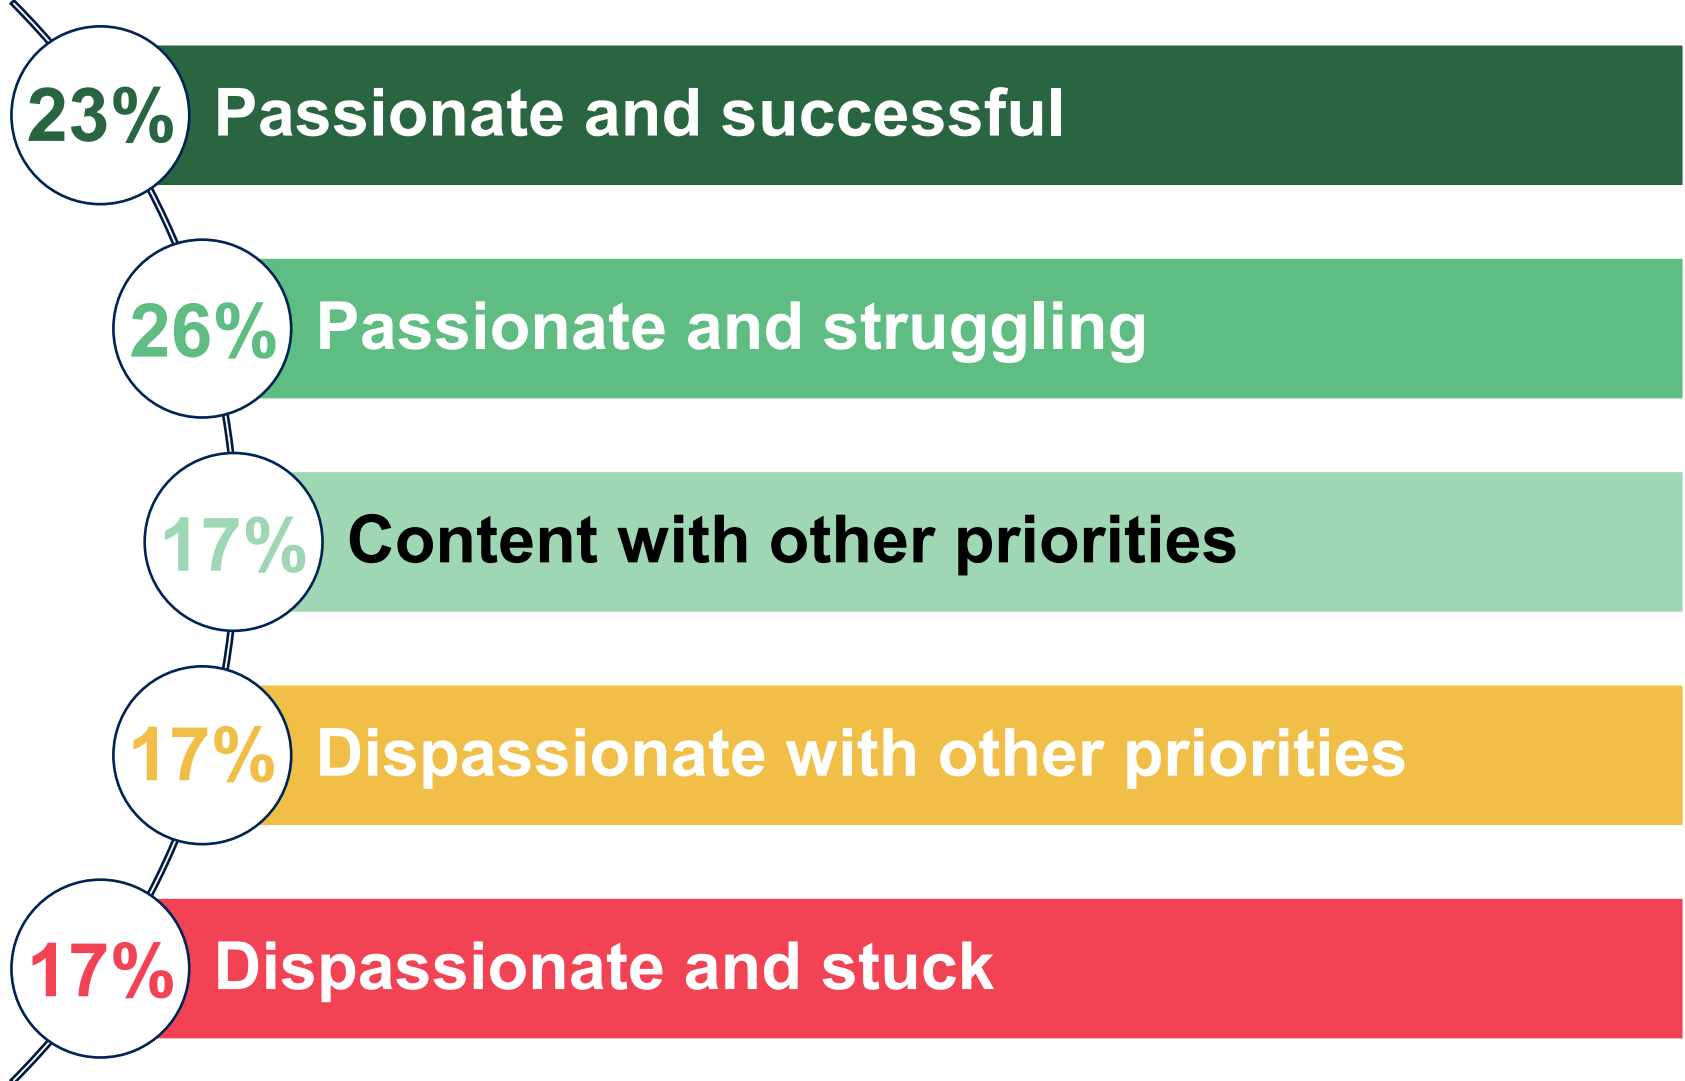 23% Passionate and successful
26% Passionate and struggling
17% Content with other priorities
17% Dispassionate with other priorities
17% Dispassionate and stuck